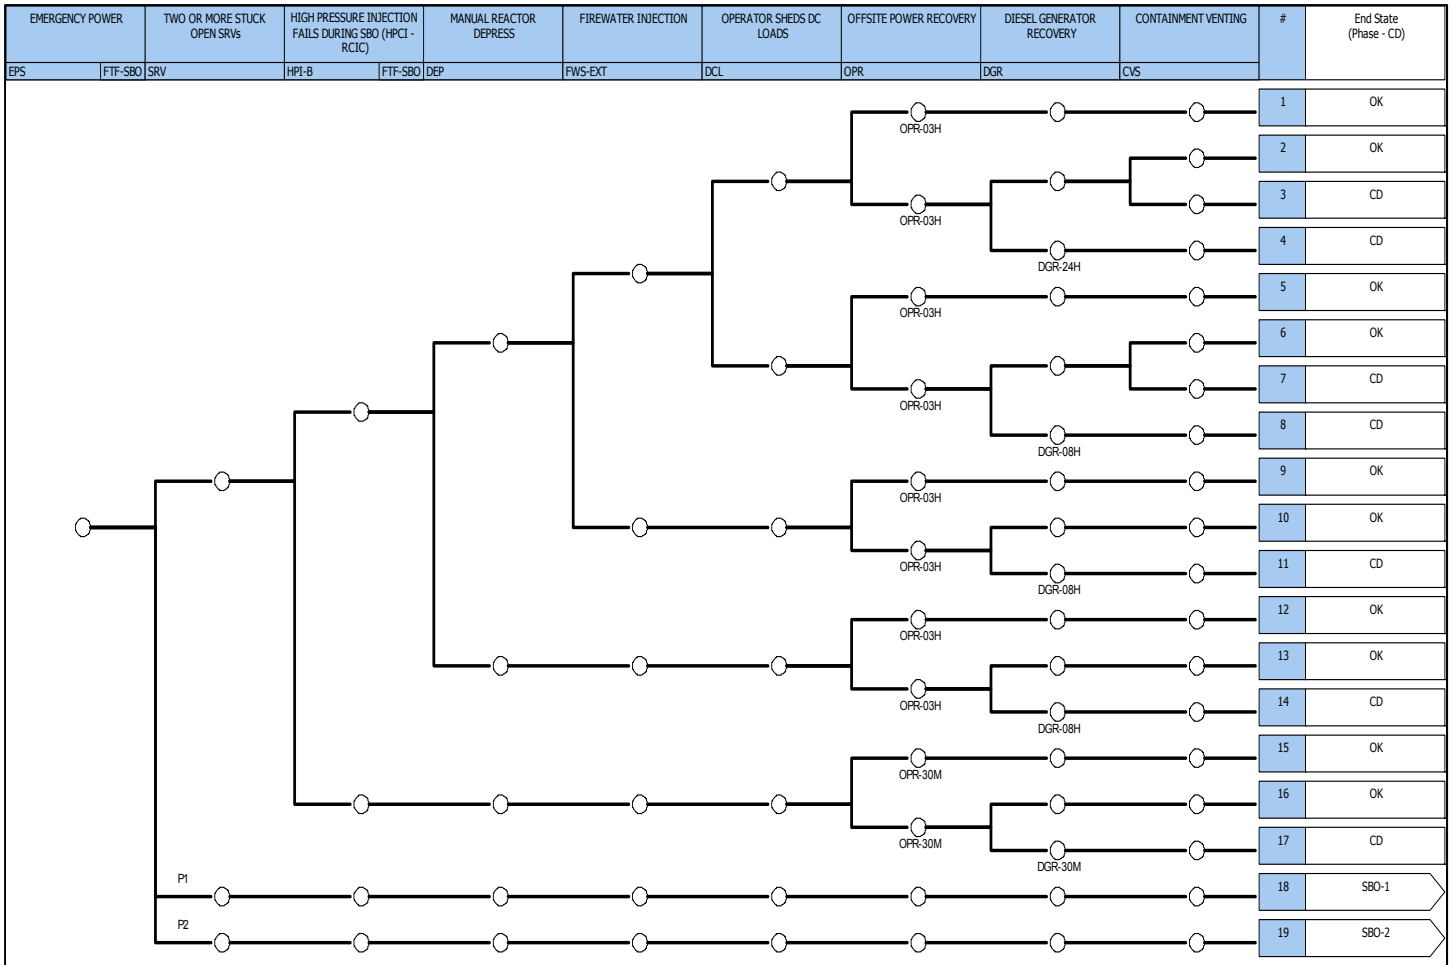 EMERGENCY POWER
TWO OR MORE STUCK
OPEN SRVs
HIGH PRESSURE INJECTION
FAILS DURING SBO (HPCI -
RCIC)
MANUAL REACTOR
DEPRESS
FIREWATER INJECTION
OPERATOR SHEDS DC
LOADS
OFFSITE POWER RECOVERY
DIESEL GENERATOR
RECOVERY
CONTAINMENT VENTING
#
End State
(Phase - CD)
EPS
FTF-SBO
SRV
HPI-B
FTF-SBO
DEP
FWS-EXT
DCL
OPR
DGR
CVS
1
OK
OPR-03H
2
OK
3
CD
OPR-03H
4
CD
DGR-24H
5
OK
OPR-03H
6
OK
7
CD
OPR-03H
8
CD
DGR-08H
9
OK
OPR-03H
10
OK
OPR-03H
11
CD
DGR-08H
12
OK
OPR-03H
13
OK
OPR-03H
14
CD
DGR-08H
15
OK
OPR-30M
16
OK
OPR-30M
17
CD
DGR-30M
P1
18
SBO-1
P2
19
SBO-2